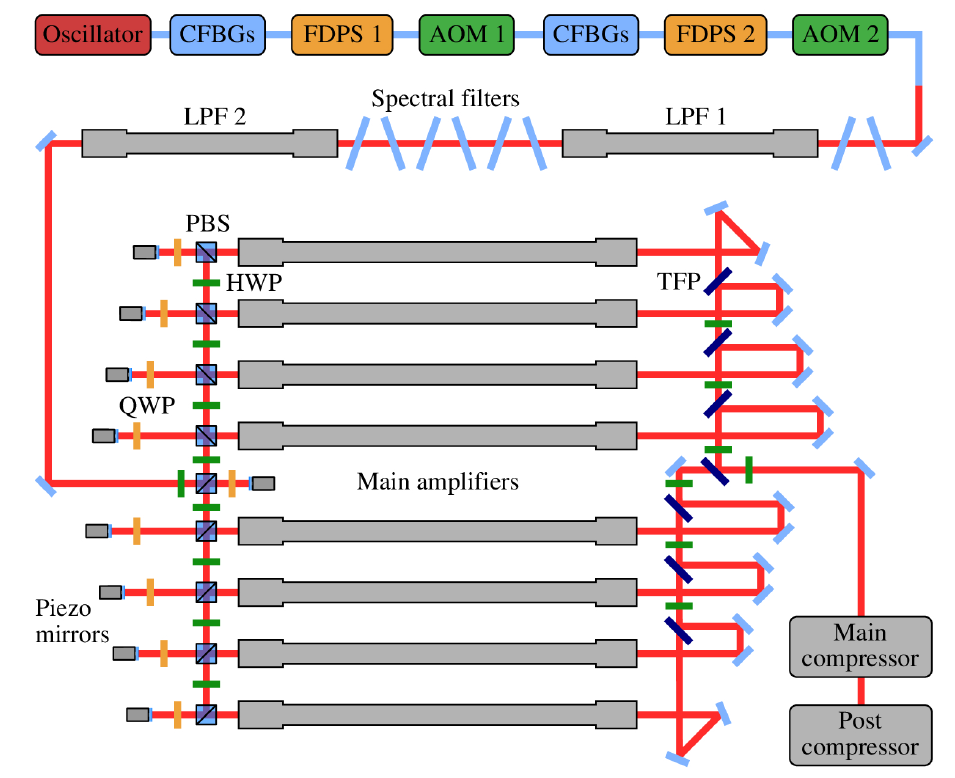 Oscillator
CFBGs
FDPS 1
AOM 1
CFBGs
FDPS 2
AOM 2
Spectral filters
LPF 2
LPF 1
PBS
HWP
TFP
QWP
Main amplifiers
Piezo
mirrors
Main
compressor
Post
compressor